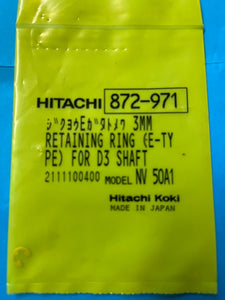 HITACHI 872-971
ジクヨウEガタトメワ 3MM
RETAINING RING (E-TY
PE) FOR D3 SHAFT
2111100400 MODEL NV 50A1
Hitachi Koki
MADE IN JAPAN